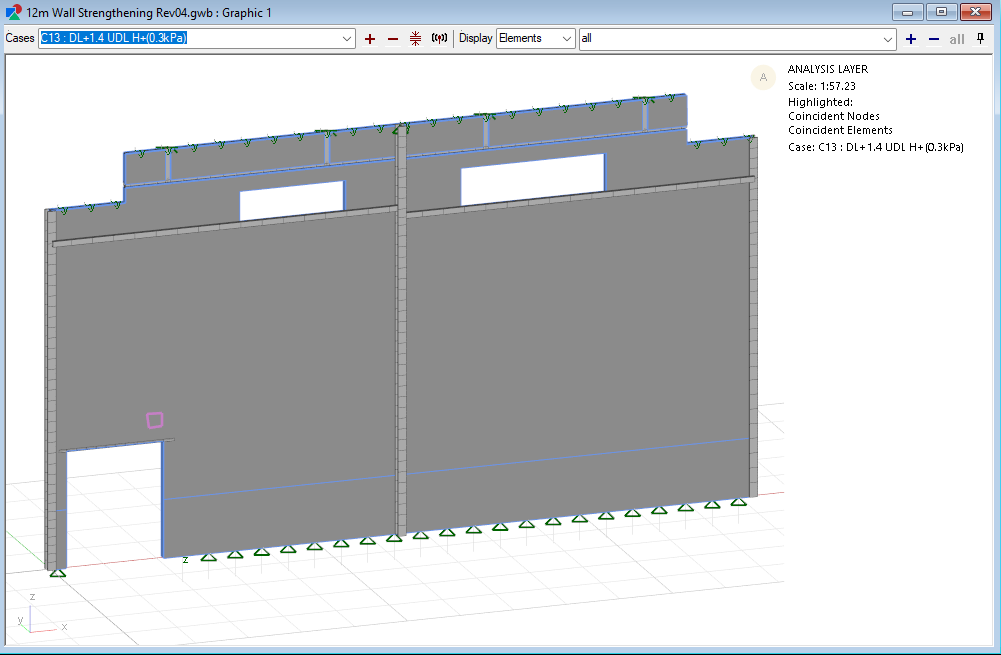 12m Wall Strengthening Rev04.gwb : Graphic 1
Cases C13 : DL+1.4 UDL H+(0.3kPa) Display Elements all all
A
ANALYSIS LAYER
Scale: 1:57.23
Highlighted:
Coincident Nodes
Coincident Elements
Case: C13 : DL+1.4 UDL H+(0.3kPa)
z
z
y
x